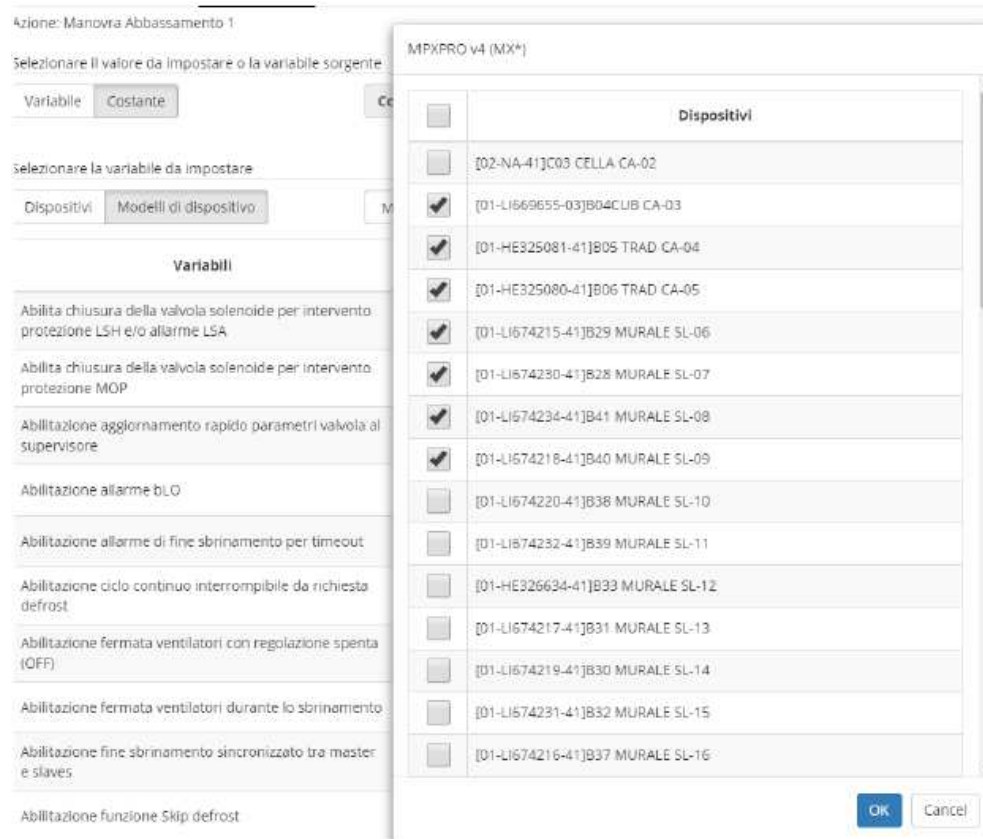 Azione: Manovra Abbassamento 1
Selezionare il valore da impostare o la variabile sorgente
Variabile
Costante
Selezionare la variabile da impostare
Dispositivi
Modelli di dispositivo
Variabili
Abilita chiusura della valvola solenoide per intervento
protezione LSH e/o allarme LSA
Abilita chiusura della valvola solenoide per intervento
protezione MOP
Abilitazione aggiornamento rapido parametri valvola al
supervisore
Abilitazione allarme bLO
Abilitazione allarme di fine sbrinamento per timeout
Abilitazione ciclo continuo interrompibile da richiesta
defrost
Abilitazione fermata ventilatori con regolazione spenta
(OFF)
Abilitazione fermata ventilatori durante lo sbrinamento
Abilitazione fine sbrinamento sincronizzato tra master
e slaves
Abilitazione funzione Skip defrost
MPXPRO v4 (MX*)
Dispositivi
[02-NA-41]C03 CELLA CA-02
[01-LI669655-03]B04CUB CA-03
[01-HE325081-41]B05 TRAD CA-04
[01-HE325080-41]B06 TRAD CA-05
[01-LI674215-41]B29 MURALE SL-06
[01-LI674230-41]B28 MURALE SL-07
[01-LI674234-41]B41 MURALE SL-08
[01-LI674218-41]B40 MURALE SL-09
[01-LI674220-41]B38 MURALE SL-10
[01-LI674232-41]B39 MURALE SL-11
[01-HE326634-41]B33 MURALE SL-12
[01-LI674217-41]B31 MURALE SL-13
[01-LI674219-41]B30 MURALE SL-14
[01-LI674231-41]B32 MURALE SL-15
[01-LI674216-41]B37 MURALE SL-16
OK
Cancel